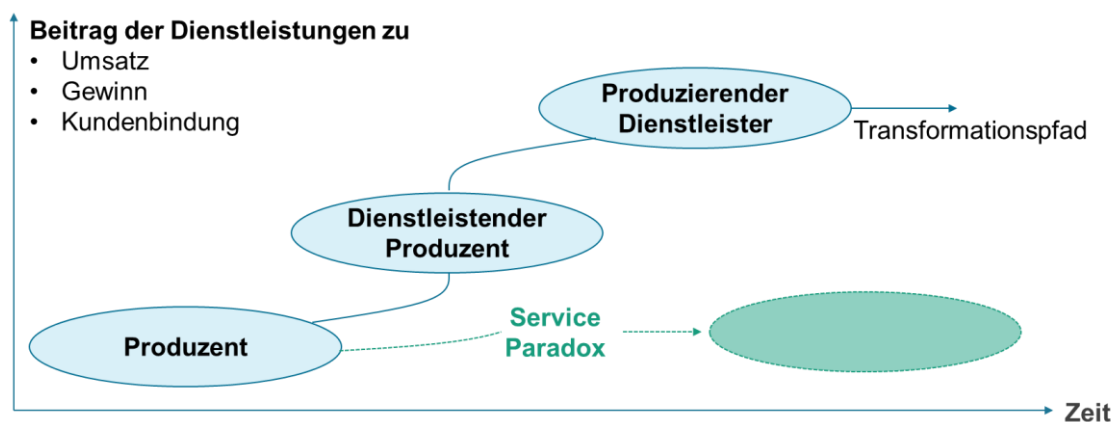 Beitrag der Dienstleistungen zu
• Umsatz
• Gewinn
• Kundenbindung
Produzierender
Dienstleister
Transformationspfad
Dienstleistender
Produzent
Service
Paradox
Produzent
Zeit